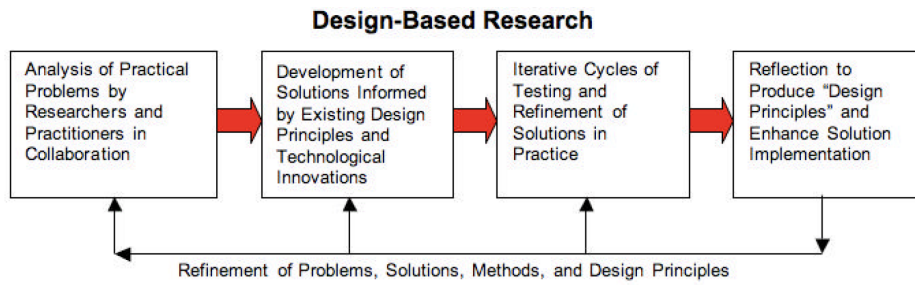 Design-Based Research
Analysis of Practical
Problems by
Researchers and
Practitioners in
Collaboration
Development of
Solutions Informed
by Existing Design
Principles and
Technological
Innovations
Iterative Cycles of
Testing and
Refinement of
Solutions in
Practice
Reflection to
Produce “Design
Principles” and
Enhance Solution
Implementation
Refinement of Problems, Solutions, Methods, and Design Principles